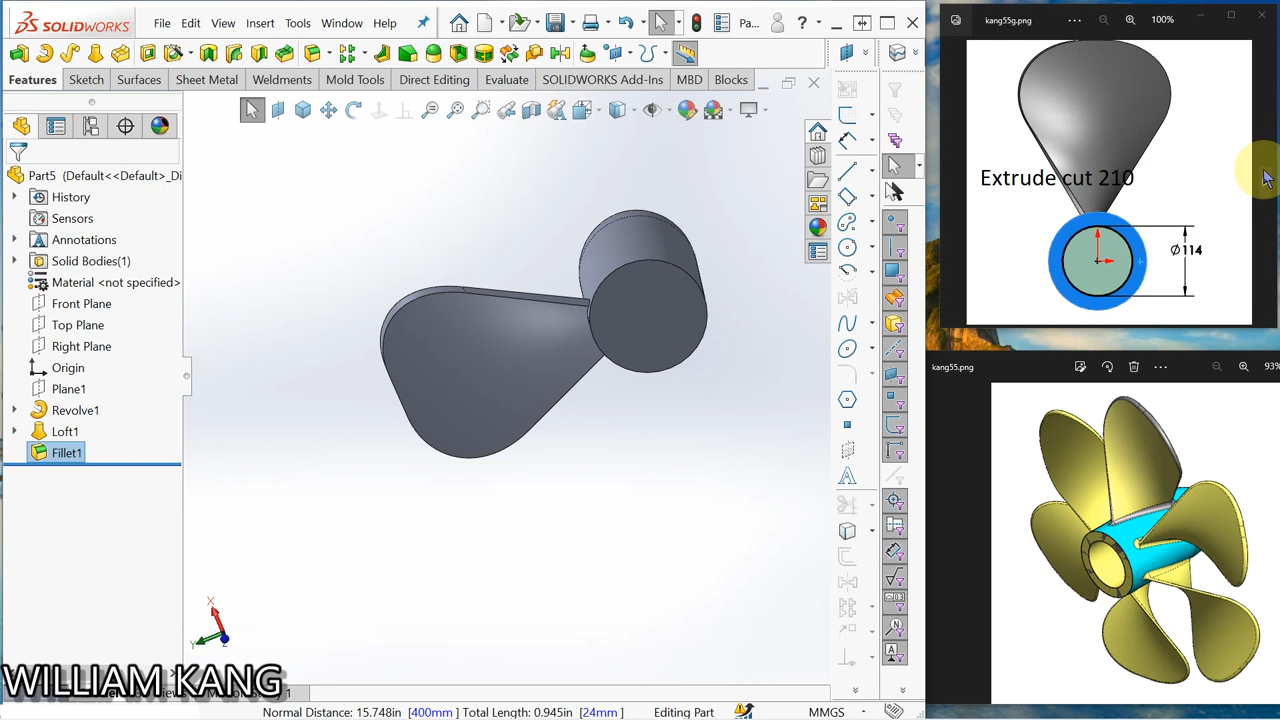 SOLIDWORKS
File
Edit
View
Insert
Tools
Window
Help
Pa...
?
Features
Sketch
Surfaces
Sheet Metal
Weldments
Mold Tools
Direct Editing
Evaluate
SOLIDWORKS Add-Ins
MBD
Blocks
Part5 (Default<<Default>_Di
History
Sensors
Annotations
Solid Bodies(1)
Material <not specified>
Front Plane
Top Plane
Right Plane
Origin
Plane1
Revolve1
Loft1
Fillet1
X
Y
Z
WILLIAM KANG
Normal Distance: 15.748in [400mm] Total Length: 0.945in [24mm] Editing Part MMGS
kang55g.png
100%
Extrude cut 210
Ø114
kang55.png
93%